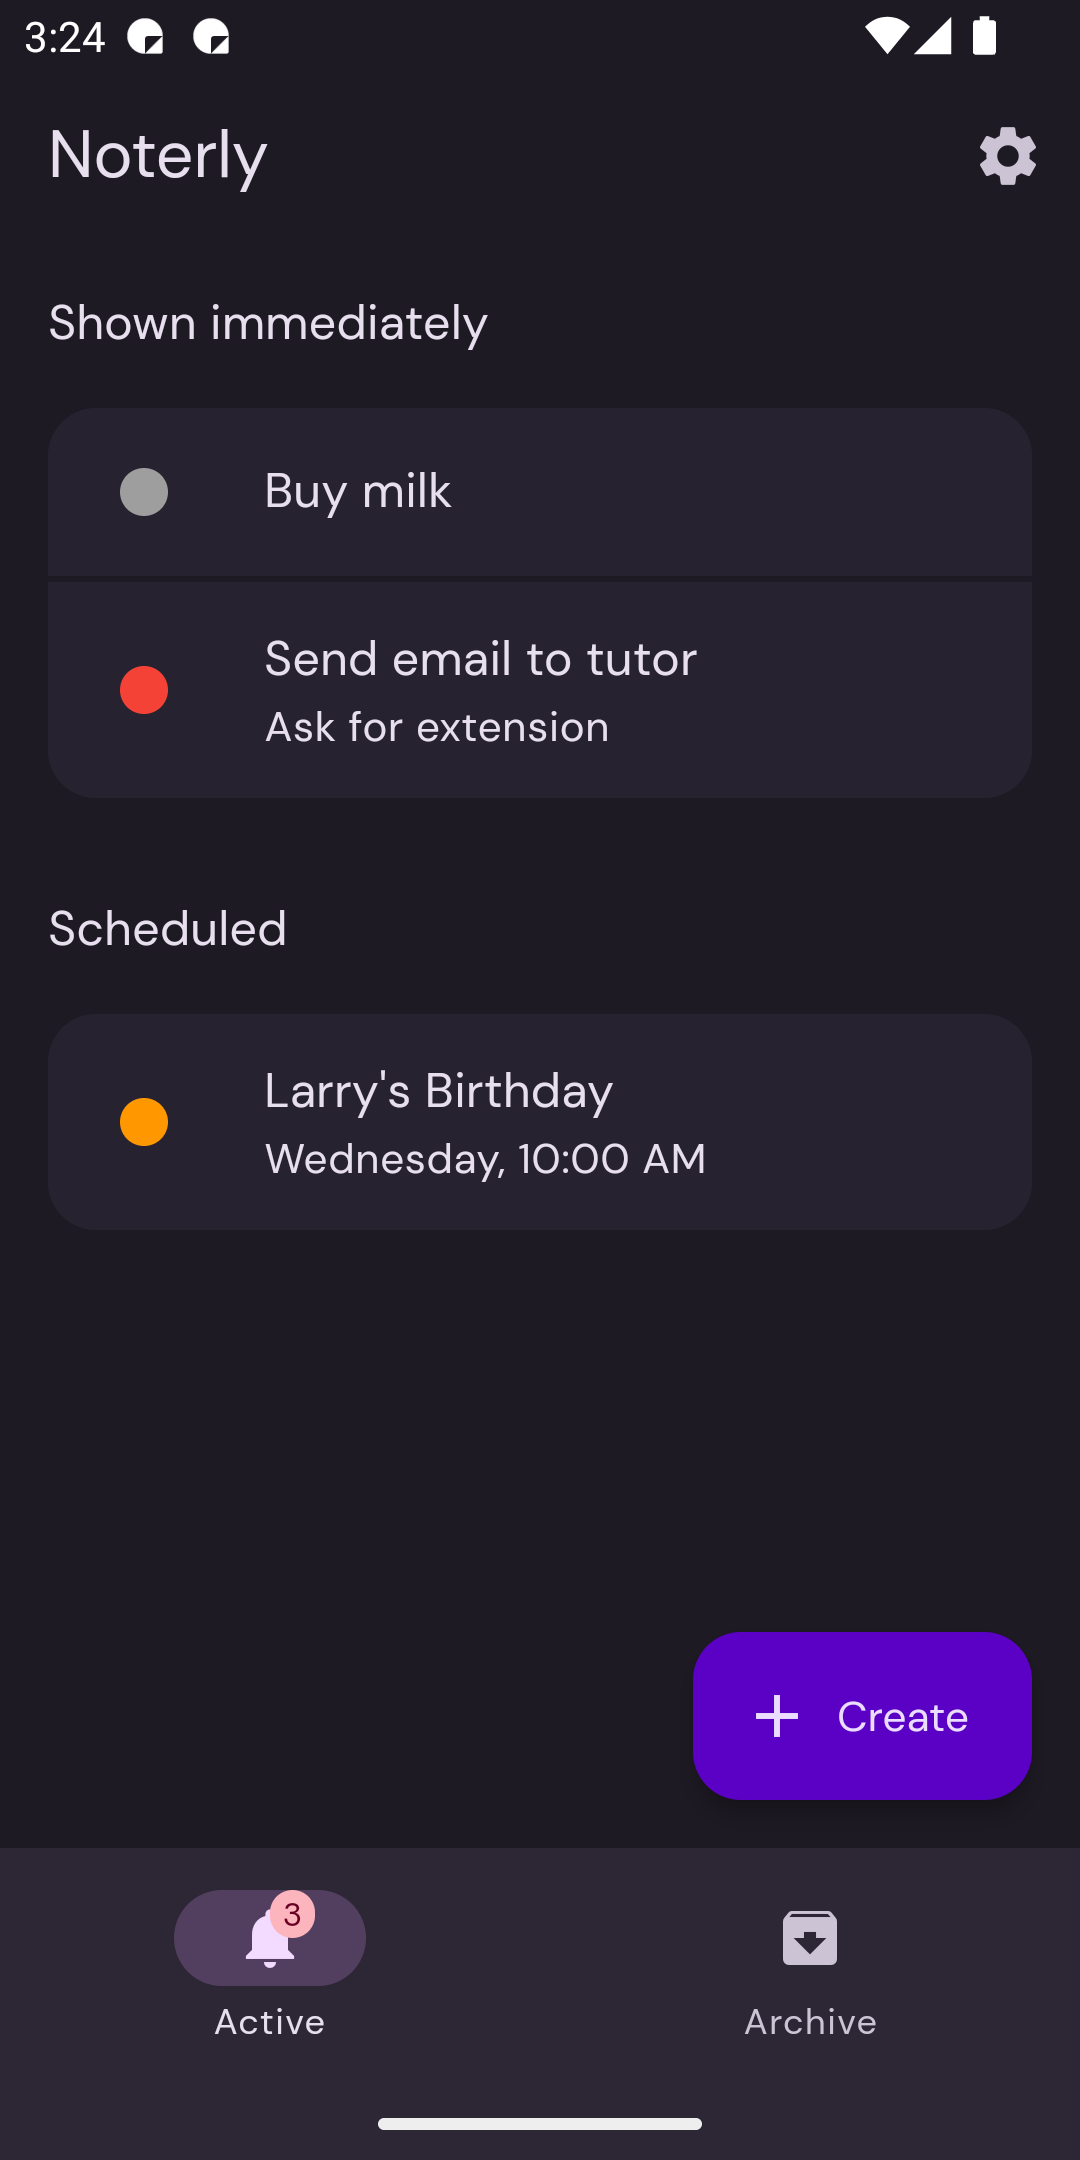 3:24
Noterly
Shown immediately
Buy milk
Send email to tutor
Ask for extension
Scheduled
Larry's Birthday
Wednesday, 10:00 AM
Create
3
Active
Archive